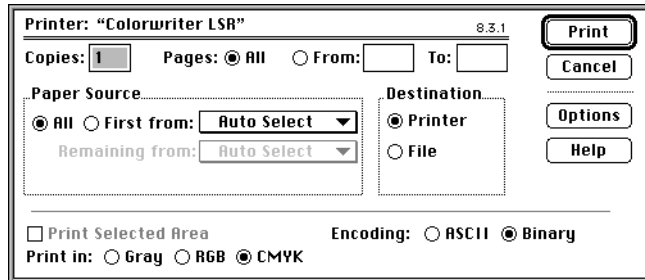 Printer: “Colorwriter LSR” 8.3.1 Print
Copies: 1 Pages: All From: To: Cancel
Paper Source Destination
All First from: Auto Select Printer Options
Remaining from: Auto Select File Help
Print Selected Area Encoding: ASCII Binary
Print in: Gray RGB CMYK